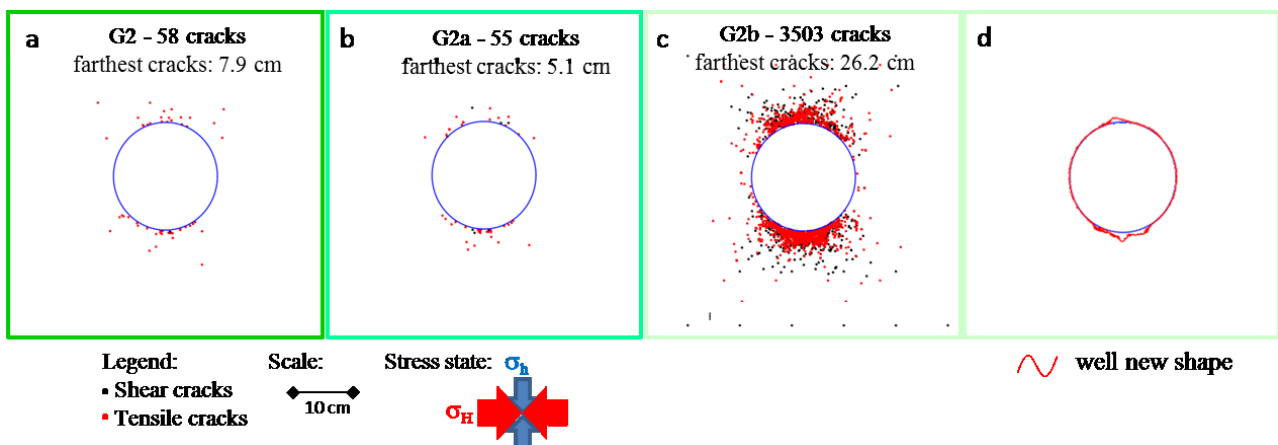 a
G2 - 58 cracks
farthest cracks: 7.9 cm
b
G2a - 55 cracks
farthest cracks: 5.1 cm
c
G2b - 3503 cracks
farthest cracks: 26.2 cm
d
Legend:
Shear cracks
Tensile cracks
Scale:
10 cm
Stress state: σh
σH
well new shape